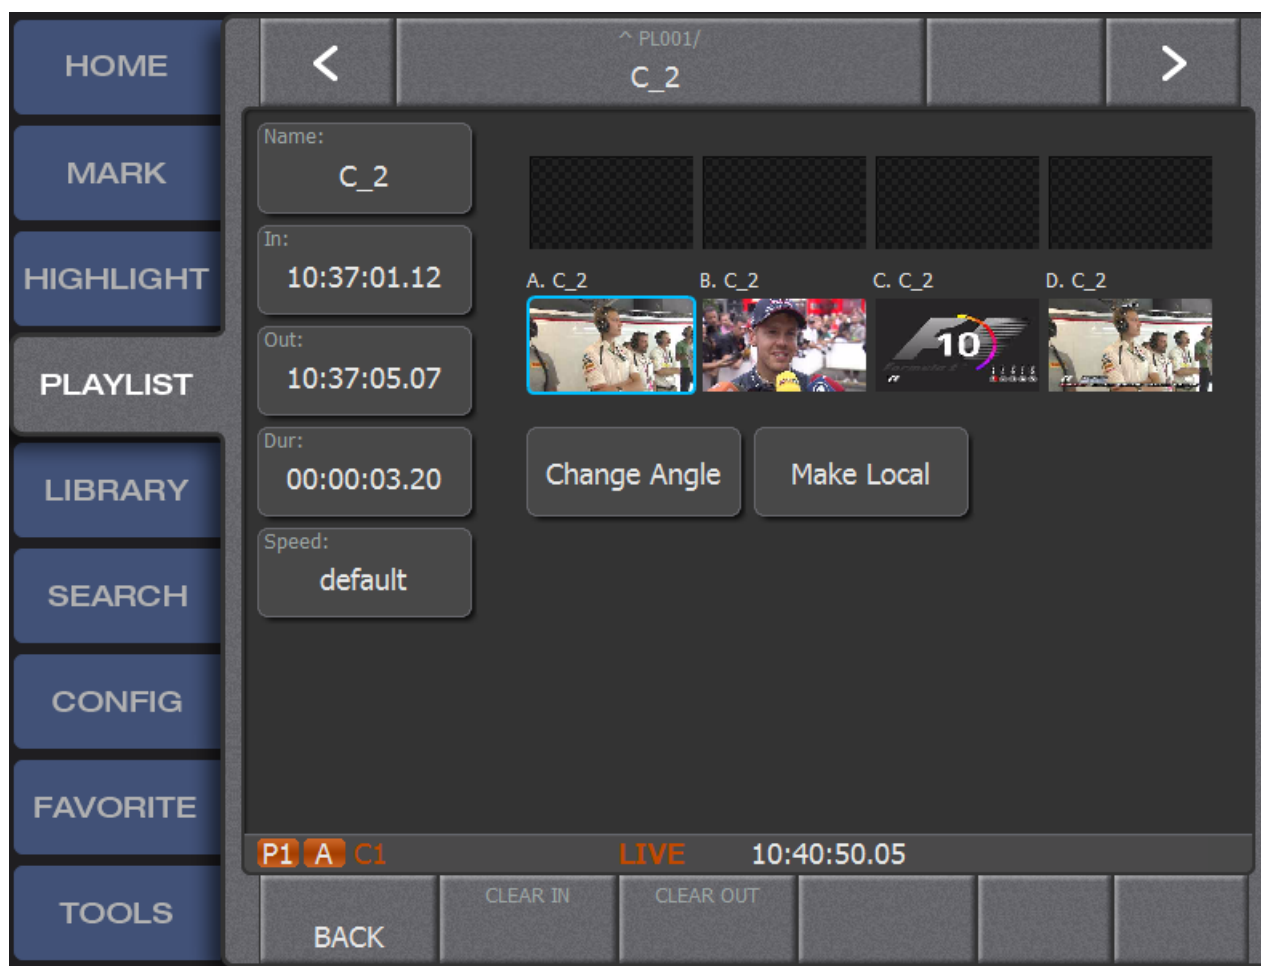 HOME
MARK
HIGHLIGHT
PLAYLIST
LIBRARY
SEARCH
CONFIG
FAVORITE
TOOLS
<
^ PL001/
C_2
>
Name:
C_2
In:
10:37:01.12
Out:
10:37:05.07
Dur:
00:00:03.20
Speed:
default
A. C_2
B. C_2
C. C_2
D. C_2
10
Change Angle
Make Local
P1 A C1 LIVE 10:40:50.05
BACK
CLEAR IN
CLEAR OUT